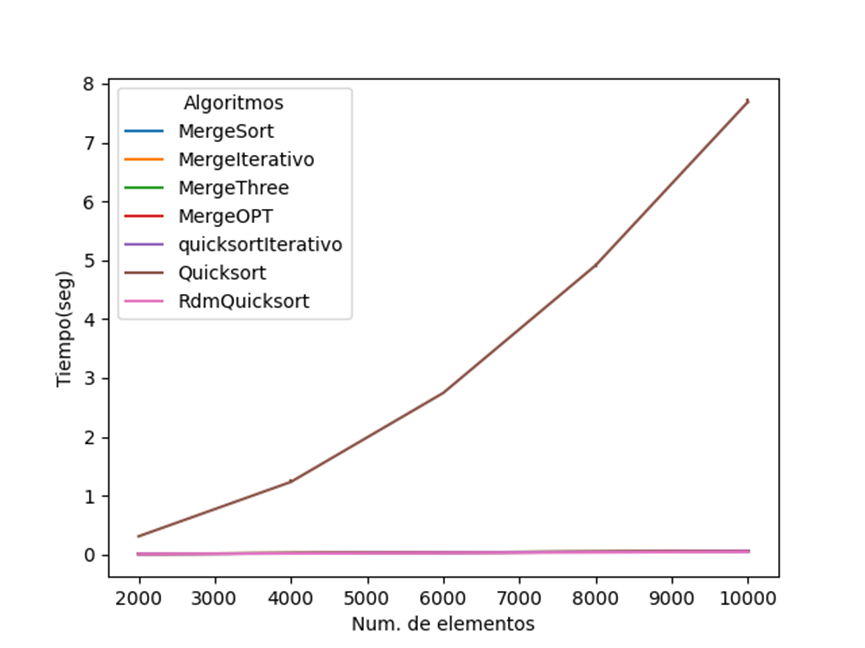 8
7
6
5
4
3
2
1
0
Tiempo(seg)
Algoritmos
MergeSort
MergeIterativo
MergeThree
MergeOPT
quicksortIterativo
Quicksort
RdmQuicksort
2000 3000 4000 5000 6000 7000 8000 9000 10000
Num. de elementos